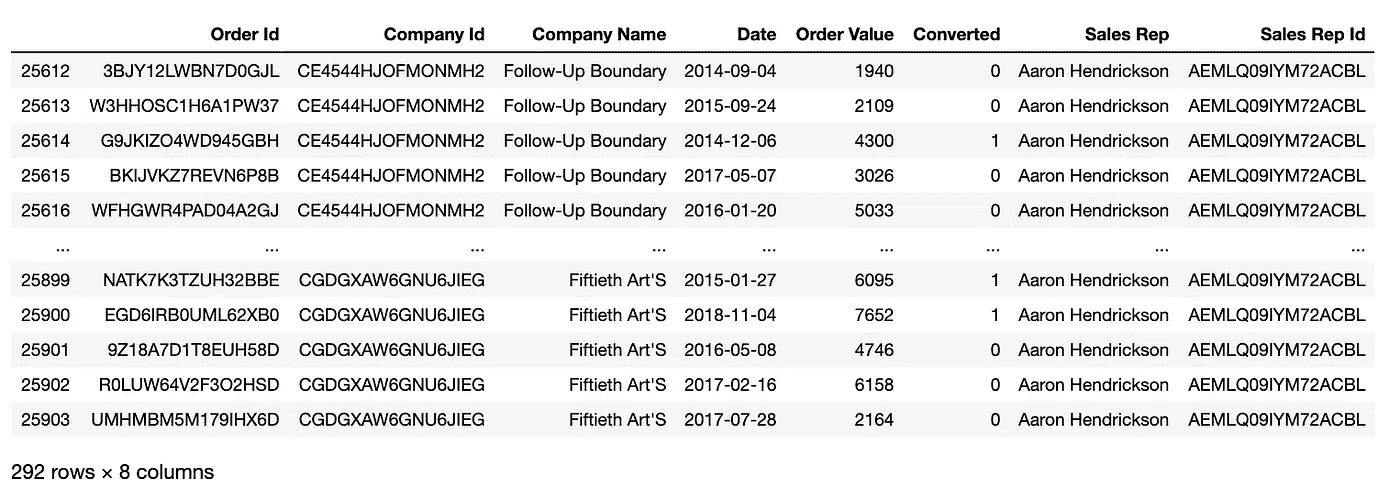 Order Id Company Id Company Name Date Order Value Converted Sales Rep Sales Rep Id
25612 3BJY12LWBN7D0GJL CE4544HJOFMONMH2 Follow-Up Boundary 2014-09-04 1940 0 Aaron Hendrickson AEMLQ09IYM72ACBL
25613 W3HHOSC1H6A1PW37 CE4544HJOFMONMH2 Follow-Up Boundary 2015-09-24 2109 0 Aaron Hendrickson AEMLQ09IYM72ACBL
25614 G9JKIZO4WD945GBH CE4544HJOFMONMH2 Follow-Up Boundary 2014-12-06 4300 1 Aaron Hendrickson AEMLQ09IYM72ACBL
25615 BKIJVKZ7REVN6P8B CE4544HJOFMONMH2 Follow-Up Boundary 2017-05-07 3026 0 Aaron Hendrickson AEMLQ09IYM72ACBL
25616 WFHGWR4PAD04A2GJ CE4544HJOFMONMH2 Follow-Up Boundary 2016-01-20 5033 0 Aaron Hendrickson AEMLQ09IYM72ACBL
... ... ... ... ... ... ... ... ...
25899 NATK7K3TZUH32BBE CGDGXAW6GNU6JIEG Fiftieth Art'S 2015-01-27 6095 1 Aaron Hendrickson AEMLQ09IYM72ACBL
25900 EGD6IRB0UML62XB0 CGDGXAW6GNU6JIEG Fiftieth Art'S 2018-11-04 7652 1 Aaron Hendrickson AEMLQ09IYM72ACBL
25901 9Z18A7D1T8EUH58D CGDGXAW6GNU6JIEG Fiftieth Art'S 2016-05-08 4746 0 Aaron Hendrickson AEMLQ09IYM72ACBL
25902 R0LUW64V2F3O2HSD CGDGXAW6GNU6JIEG Fiftieth Art'S 2017-02-16 6158 0 Aaron Hendrickson AEMLQ09IYM72ACBL
25903 UMHMBM5M179IHX6D CGDGXAW6GNU6JIEG Fiftieth Art'S 2017-07-28 2164 0 Aaron Hendrickson AEMLQ09IYM72ACBL
292 rows × 8 columns